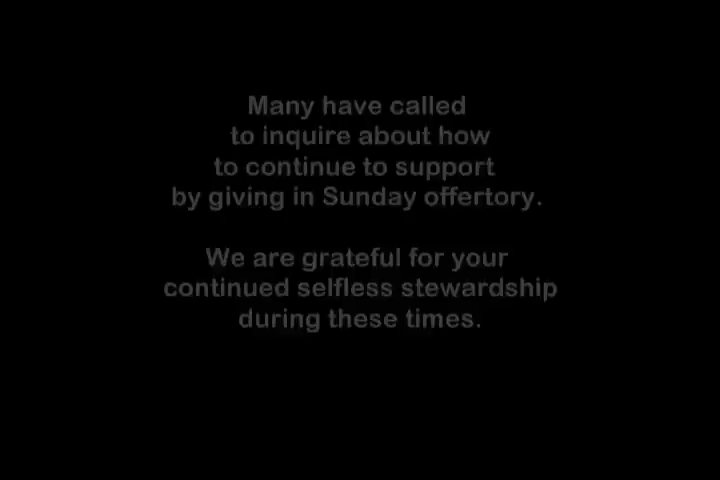 Many have called
to inquire about how
to continue to support
by giving in Sunday offertory.
We are grateful for your
continued selfless stewardship
during these times.